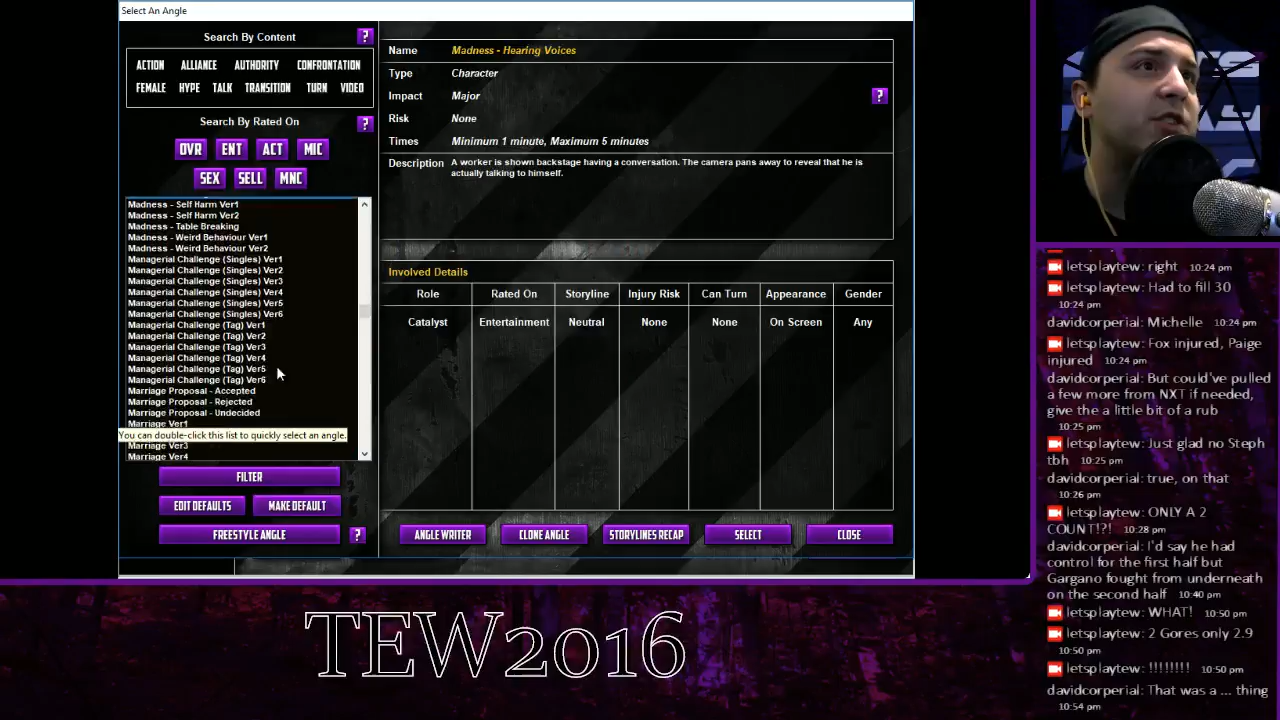 Select An Angle
Search By Content
?
ACTION ALLIANCE AUTHORITY CONFRONTATION
FEMALE HYPE TALK TRANSITION TURN VIDEO
Search By Rated On
?
OVR ENT ACT MIC
SEX SELL MNC
Madness - Self Harm Ver1
Madness - Self Harm Ver2
Madness - Table Breaking
Madness - Weird Behaviour Ver1
Madness - Weird Behaviour Ver2
Managerial Challenge (Singles) Ver1
Managerial Challenge (Singles) Ver2
Managerial Challenge (Singles) Ver3
Managerial Challenge (Singles) Ver4
Managerial Challenge (Singles) Ver5
Managerial Challenge (Singles) Ver6
Managerial Challenge (Tag) Ver1
Managerial Challenge (Tag) Ver2
Managerial Challenge (Tag) Ver3
Managerial Challenge (Tag) Ver4
Managerial Challenge (Tag) Ver5
Managerial Challenge (Tag) Ver6
Marriage Proposal - Accepted
Marriage Proposal - Rejected
Marriage Proposal - Undecided
Marriage Ver1
You can double-click this list to quickly select an angle.
Marriage Ver3
Marriage Ver4
FILTER
EDIT DEFAULTS MAKE DEFAULT
FREESTYLE ANGLE ?
Name Madness - Hearing Voices
Type Character
Impact Major
?
Risk None
Times Minimum 1 minute, Maximum 5 minutes
Description A worker is shown backstage having a conversation. The camera pans away to reveal that he is
actually talking to himself.
Involved Details
Role Rated On Storyline Injury Risk Can Turn Appearance Gender
Catalyst Entertainment Neutral None None On Screen Any
ANGLE WRITER CLONE ANGLE STORYLINES RECAP SELECT CLOSE
TEW2016
letsplaytew: right 10:24 pm
letsplaytew: Had to fill 30
10:24 pm
davidcorperial: Michelle 10:24 pm
letsplaytew: Fox injured, Paige
injured 10:24 pm
davidcorperial: But could've pulled
a few more from NXT if needed,
give the a little bit of a rub
10:25 pm
letsplaytew: Just glad no Steph
tbh 10:25 pm
davidcorperial: true, on that
10:26 pm
letsplaytew: ONLY A 2
COUNT!?! 10:28 pm
davidcorperial: I'd say he had
control for the first half but
Gargano fought from underneath
on the second half 10:40 pm
letsplaytew: WHAT! 10:50 pm
letsplaytew: 2 Gores only 2.9
10:50 pm
letsplaytew: !!!!!!!! 10:50 pm
davidcorperial: That was a ... thing
10:54 pm